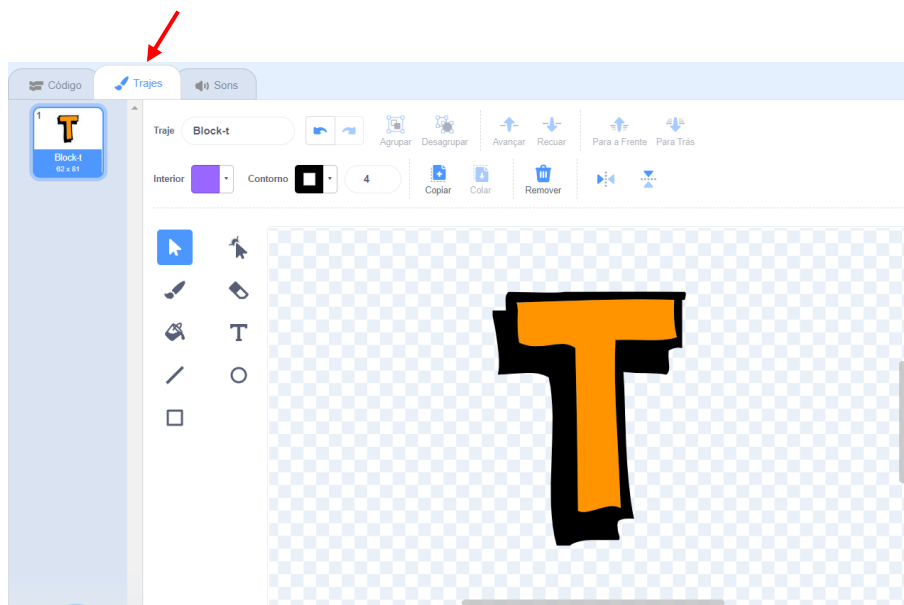 Código Trajes Sons
1
T
Block-t
62 x 81
Traje Block-t
Agrupar Desagrupar Avançar Recuar Para a Frente Para Trás
Interior Contorno 4
Copiar Colar Remover
T
T